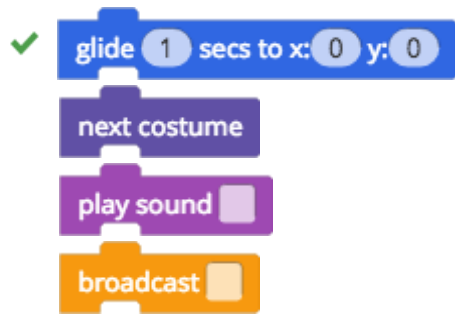 glide 1 secs to x: 0 y: 0
next costume
play sound
broadcast